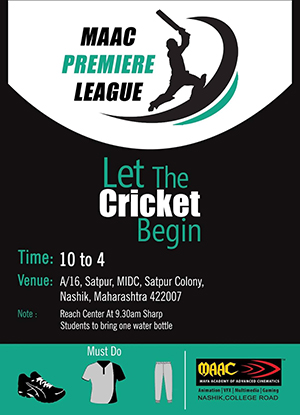 MAAC
PREMIERE
LEAGUE
Let The
Cricket
Begin
Time: 10 to 4
Venue: A/16, Satpur, MIDC, Satpur Colony,
Nashik, Maharashtra 422007
Note : Reach Center At 9.30am Sharp
Students to bring one water bottle
Must Do
MAAC
MAYA ACADEMY OF ADVANCED CINEMATICS
Animation | VFX | Multimedia | Gaming
NASHIK,COLLEGE ROAD